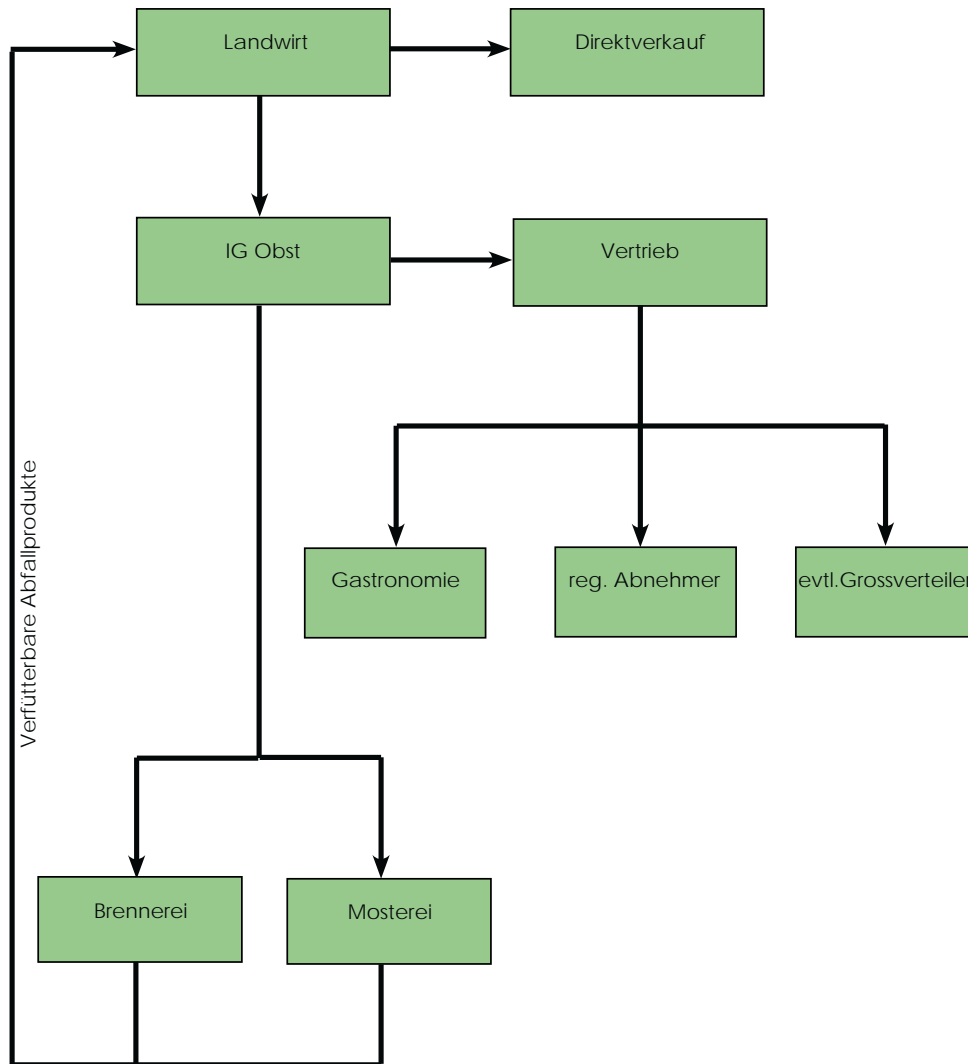 Landwirt
Direktverkauf
IG Obst
Vertrieb
Verfütterbare Abfallprodukte
Gastronomie
reg. Abnehmer
evtl.Grossverteiler
Brennerei
Mosterei